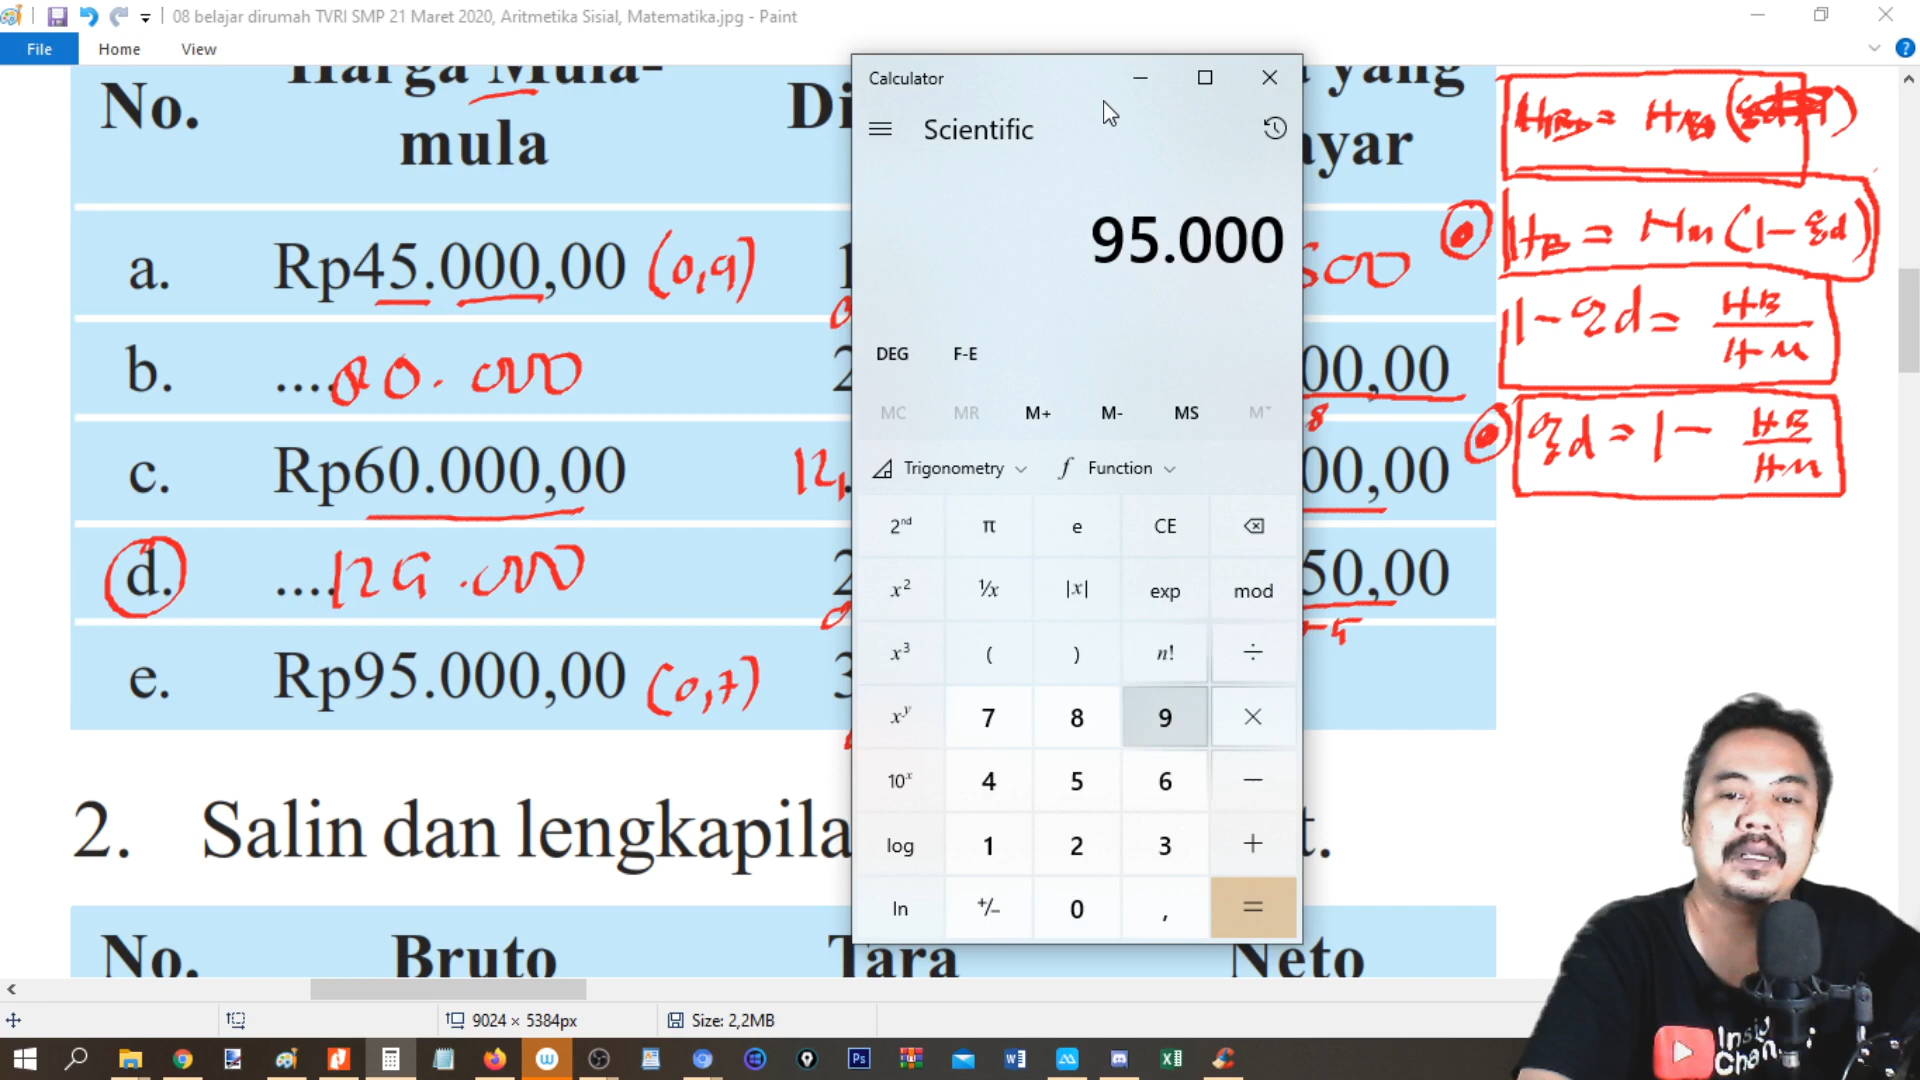 08 belajar dirumah TVRI SMP 21 Maret 2020, Aritmetika Sisial, Matematika.jpg - Paint
File Home View
No. Harga Mula-
mula
yang
ayar
a. Rp45.000,00 (0,9)
b. ....80.000 00,00
c. Rp60.000,00 00,00
d. ....129.000 50,00
e. Rp95.000,00 (0,7)
HB = HM (1-%d)
1-%d = HB
HM
%d = 1 - HB
HM
Calculator
Scientific
95.000
DEG F-E
MC MR M+ M- MS M˅
Trigonometry f Function
2nd π e CE
x² ¹/x |x| exp mod
x³ ( ) n! ÷
xʸ 7 8 9 ×
10ˣ 4 5 6 −
log 1 2 3 +
ln +/− 0 , =
2. Salin dan lengkapila t.
No. Bruto Tara Neto
9024 × 5384px Size: 2,2MB